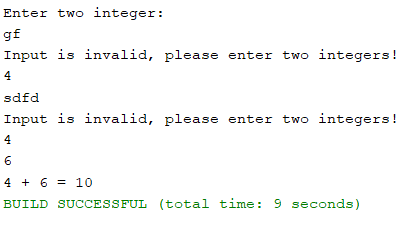 Enter two integer:
gf
Input is invalid, please enter two integers!
4
sdfd
Input is invalid, please enter two integers!
4
6
4 + 6 = 10
BUILD SUCCESSFUL (total time: 9 seconds)